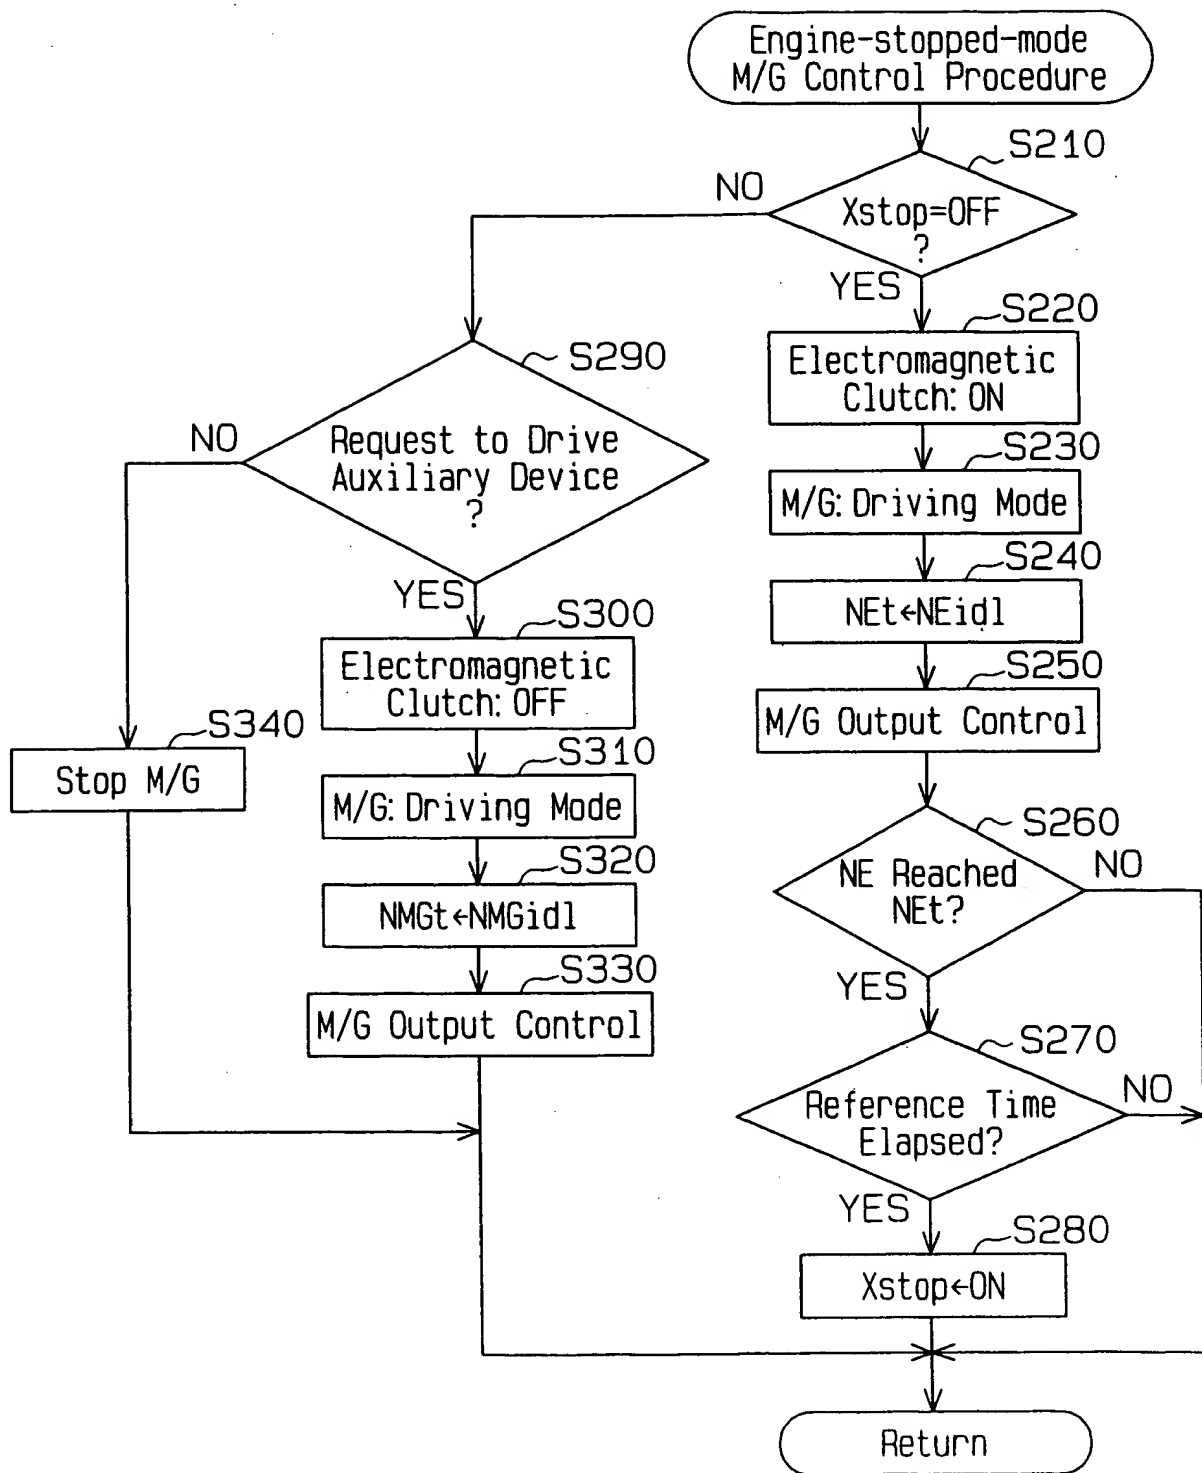 Engine-stopped-mode
M/G Control Procedure
S210
Xstop=OFF
?
NO
YES
S220
Electromagnetic
Clutch: ON
S230
M/G: Driving Mode
S240
NEt←NEidl
S250
M/G Output Control
S260
NE Reached
NEt?
NO
YES
S270
Reference Time
Elapsed?
NO
YES
S280
Xstop←ON
S290
Request to Drive
Auxiliary Device
?
NO
YES
S300
Electromagnetic
Clutch: OFF
S310
M/G: Driving Mode
S320
NMGt←NMGidl
S330
M/G Output Control
S340
Stop M/G
Return